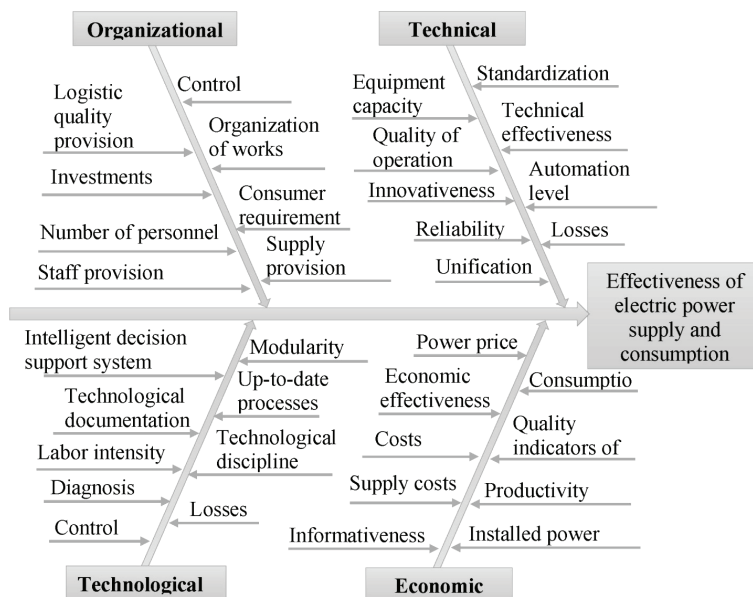 Organizational
Control
Logistic
quality
provision
Organization
of works
Investments
Consumer
requirement
Number of personnel
Supply
provision
Staff provision
Technical
Standardization
Equipment
capacity
Technical
effectiveness
Quality of
operation
Automation
level
Innovativeness
Reliability
Losses
Unification
Effectiveness of
electric power
supply and
consumption
Intelligent decision
support system
Modularity
Up-to-date
processes
Technological
documentation
Technological
discipline
Labor intensity
Diagnosis
Losses
Control
Technological
Power price
Consumptio
Economic
effectiveness
Quality
indicators of
Costs
Supply costs
Productivity
Informativeness
Installed power
Economic